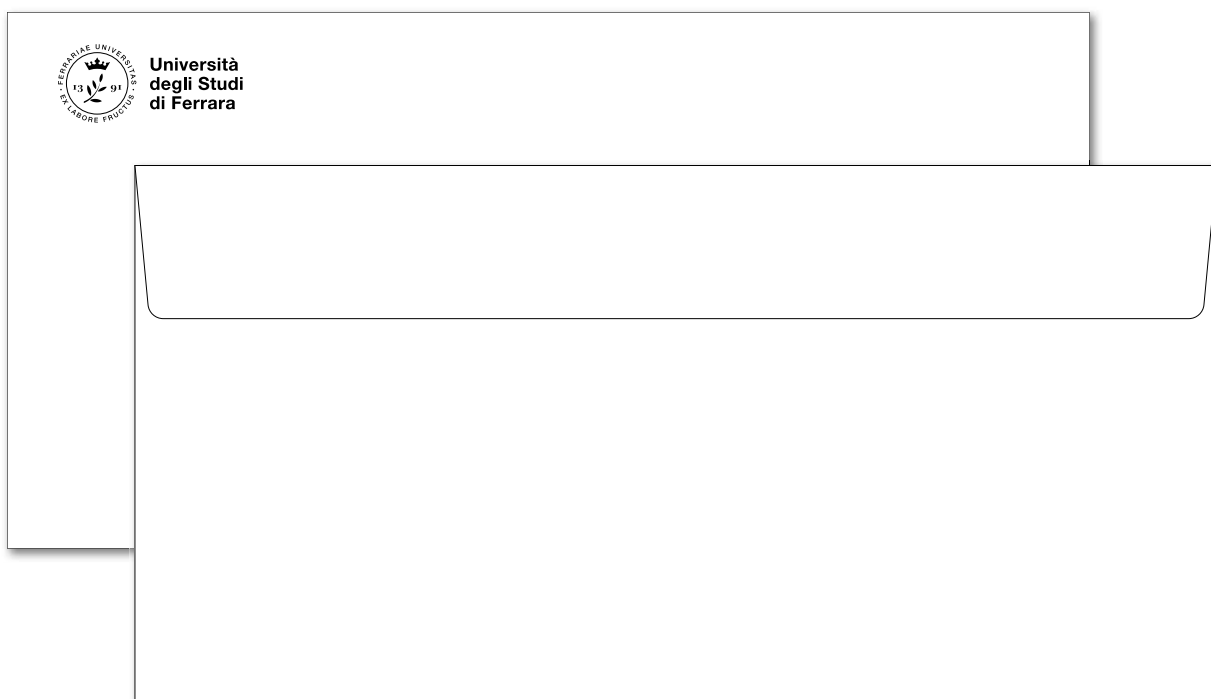 FERRARIAE UNIVERSITAS
EX LABORE FRUCTUS
13 91
Università
degli Studi
di Ferrara